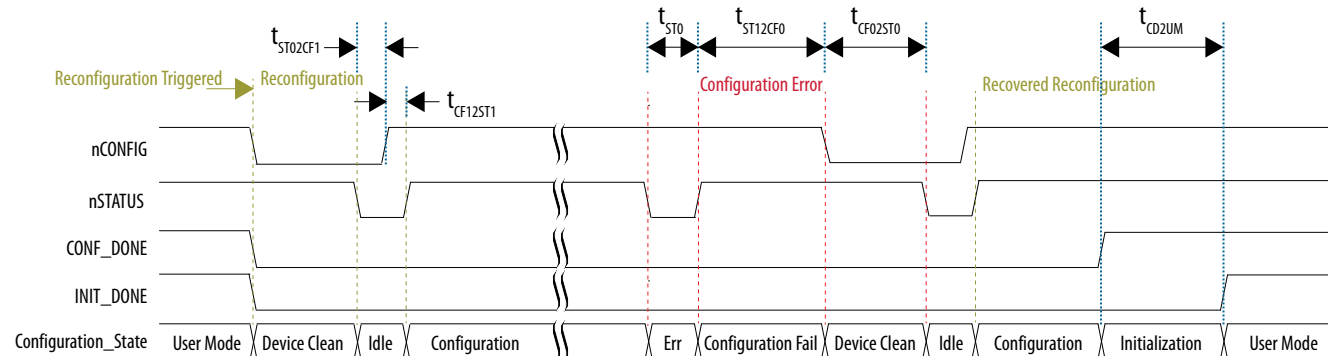 tST02CF1
tST0
tST12CF0
tCF02ST0
tCD2UM
Reconfiguration Triggered
Reconfiguration
Configuration Error
Recovered Reconfiguration
tCF12ST1
nCONFIG
nSTATUS
CONF_DONE
INIT_DONE
Configuration_State User Mode Device Clean Idle Configuration Err Configuration Fail Device Clean Idle Configuration Initialization User Mode